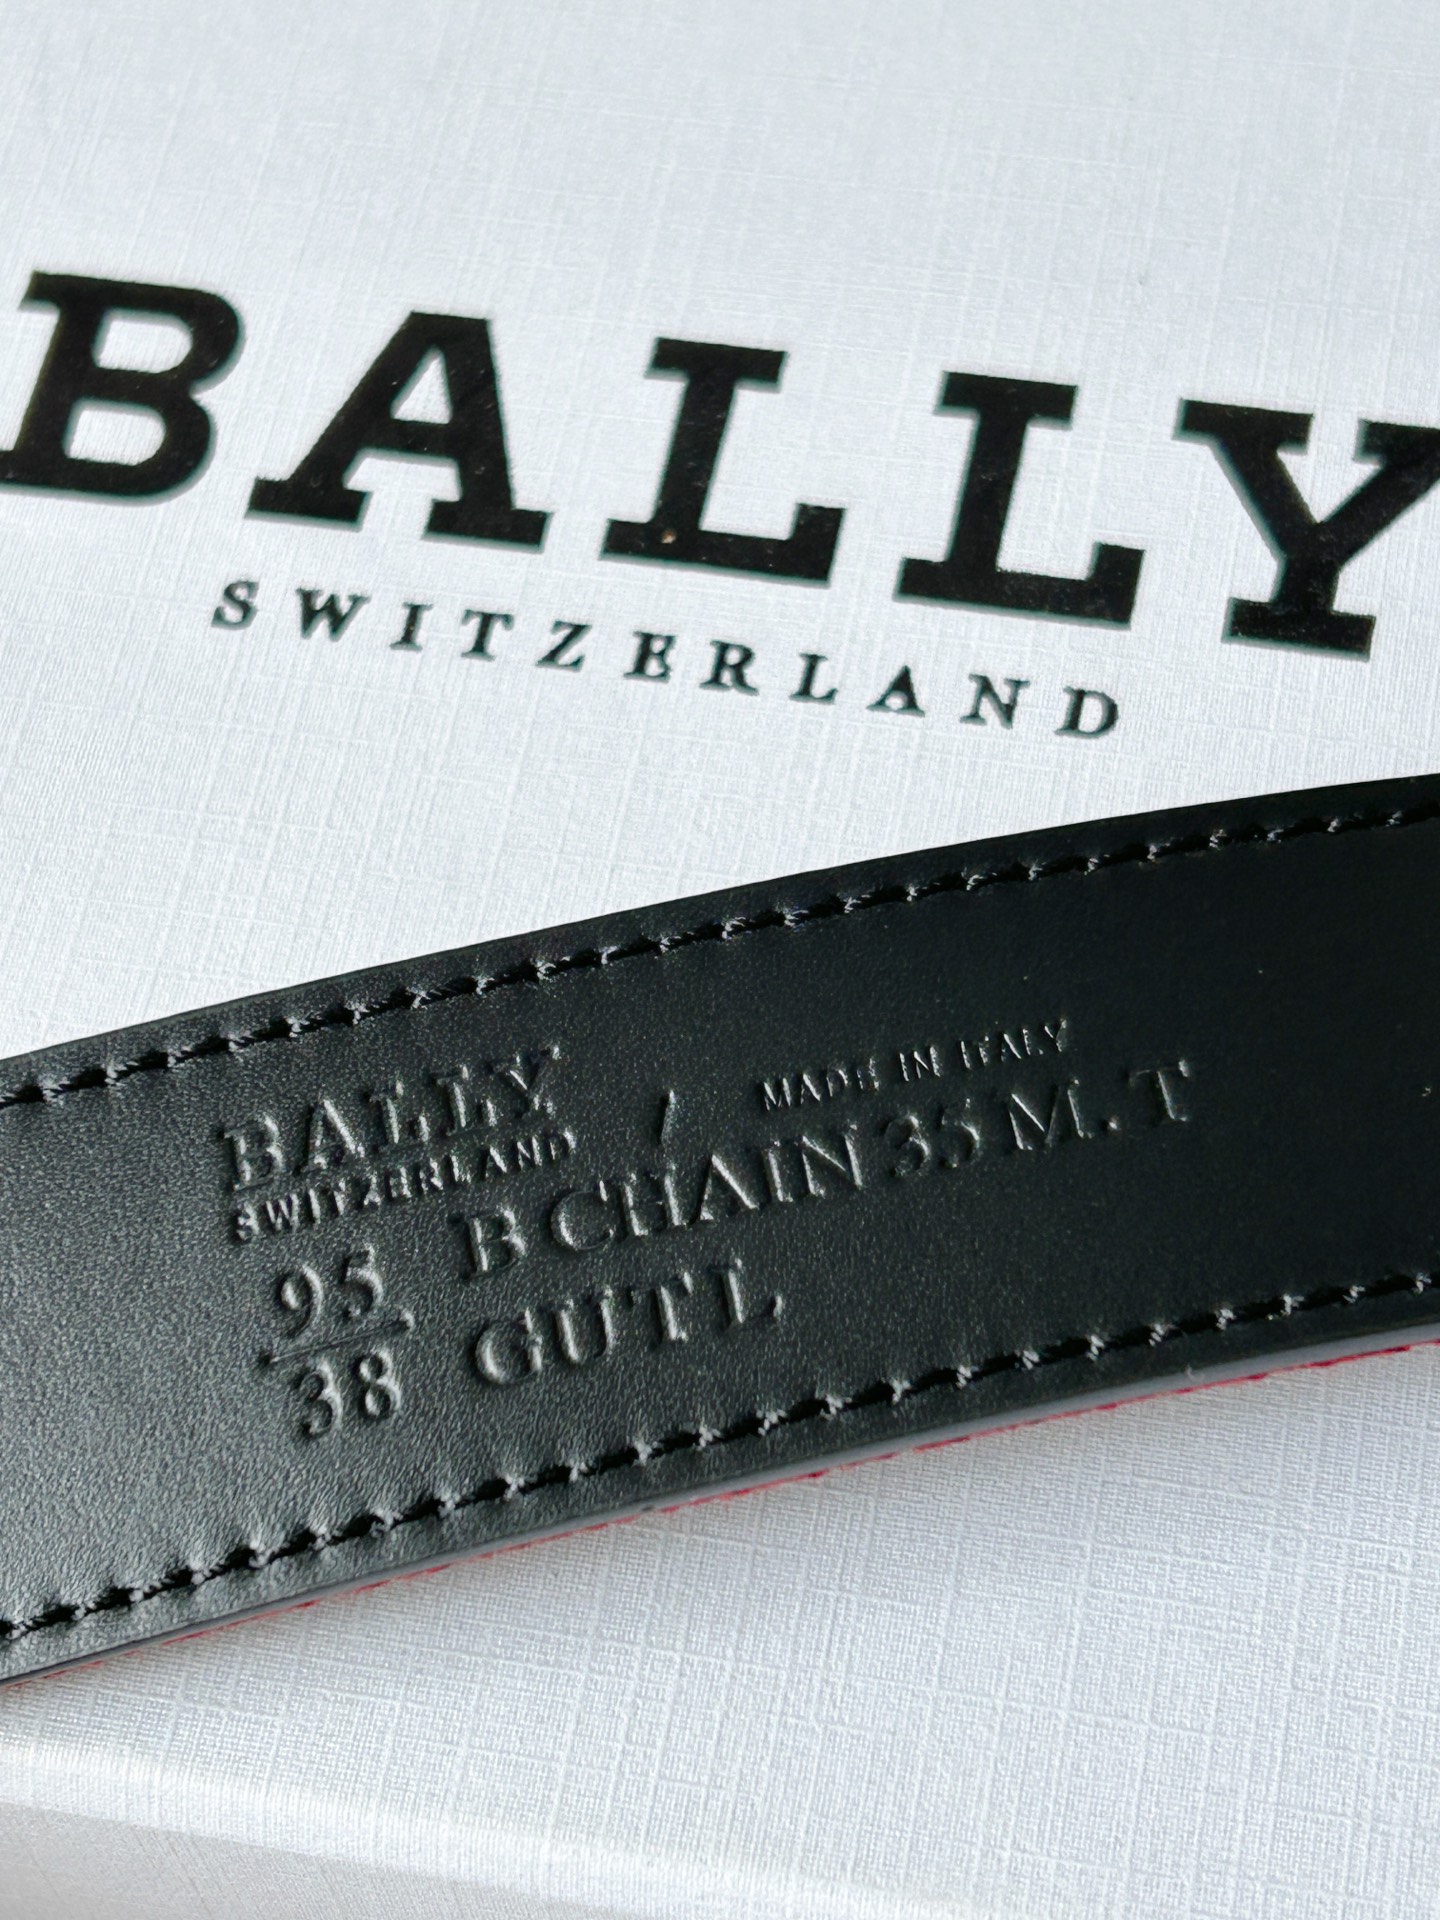 BALLY
SWITZERLAND
BALLY / MADE IN ITALY
SWITZERLAND
95 B CHAIN 35 M. T
38 GUTL